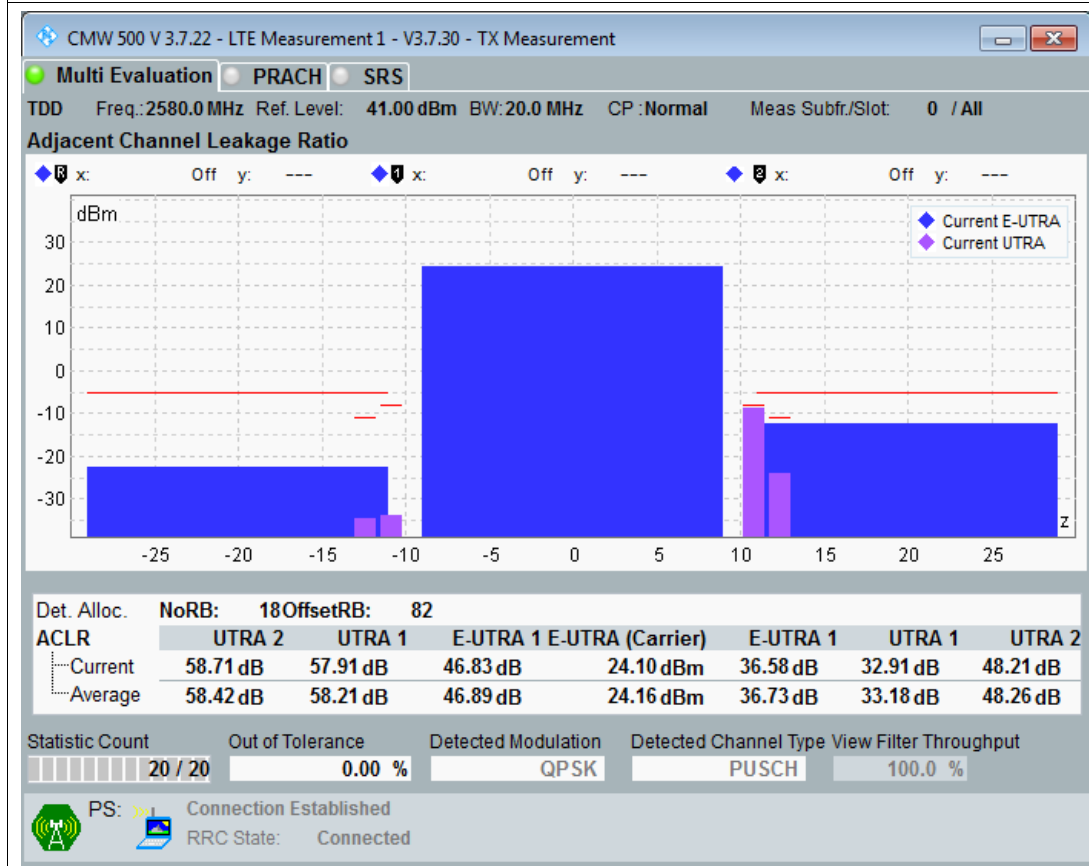 CMW 500 V 3.7.22 - LTE Measurement 1 - V3.7.30 - TX Measurement
Multi Evaluation PRACH SRS
TDD Freq.: 2580.0 MHz Ref. Level: 41.00 dBm BW: 20.0 MHz CP : Normal Meas Subfr./Slot: 0 / All
Adjacent Channel Leakage Ratio
R x: Off y: --- 1 x: Off y: --- 2 x: Off y: ---
dBm
Current E-UTRA
Current UTRA
30
20
10
0
-10
-20
-30
z
-25 -20 -15 -10 -5 0 5 10 15 20 25
Det. Alloc. NoRB: 18 OffsetRB: 82
ACLR UTRA 2 UTRA 1 E-UTRA 1 E-UTRA (Carrier) E-UTRA 1 UTRA 1 UTRA 2
Current 58.71 dB 57.91 dB 46.83 dB 24.10 dBm 36.58 dB 32.91 dB 48.21 dB
Average 58.42 dB 58.21 dB 46.89 dB 24.16 dBm 36.73 dB 33.18 dB 48.26 dB
Statistic Count Out of Tolerance Detected Modulation Detected Channel Type View Filter Throughput
20 / 20 0.00 % QPSK PUSCH 100.0 %
PS: Connection Established
RRC State: Connected